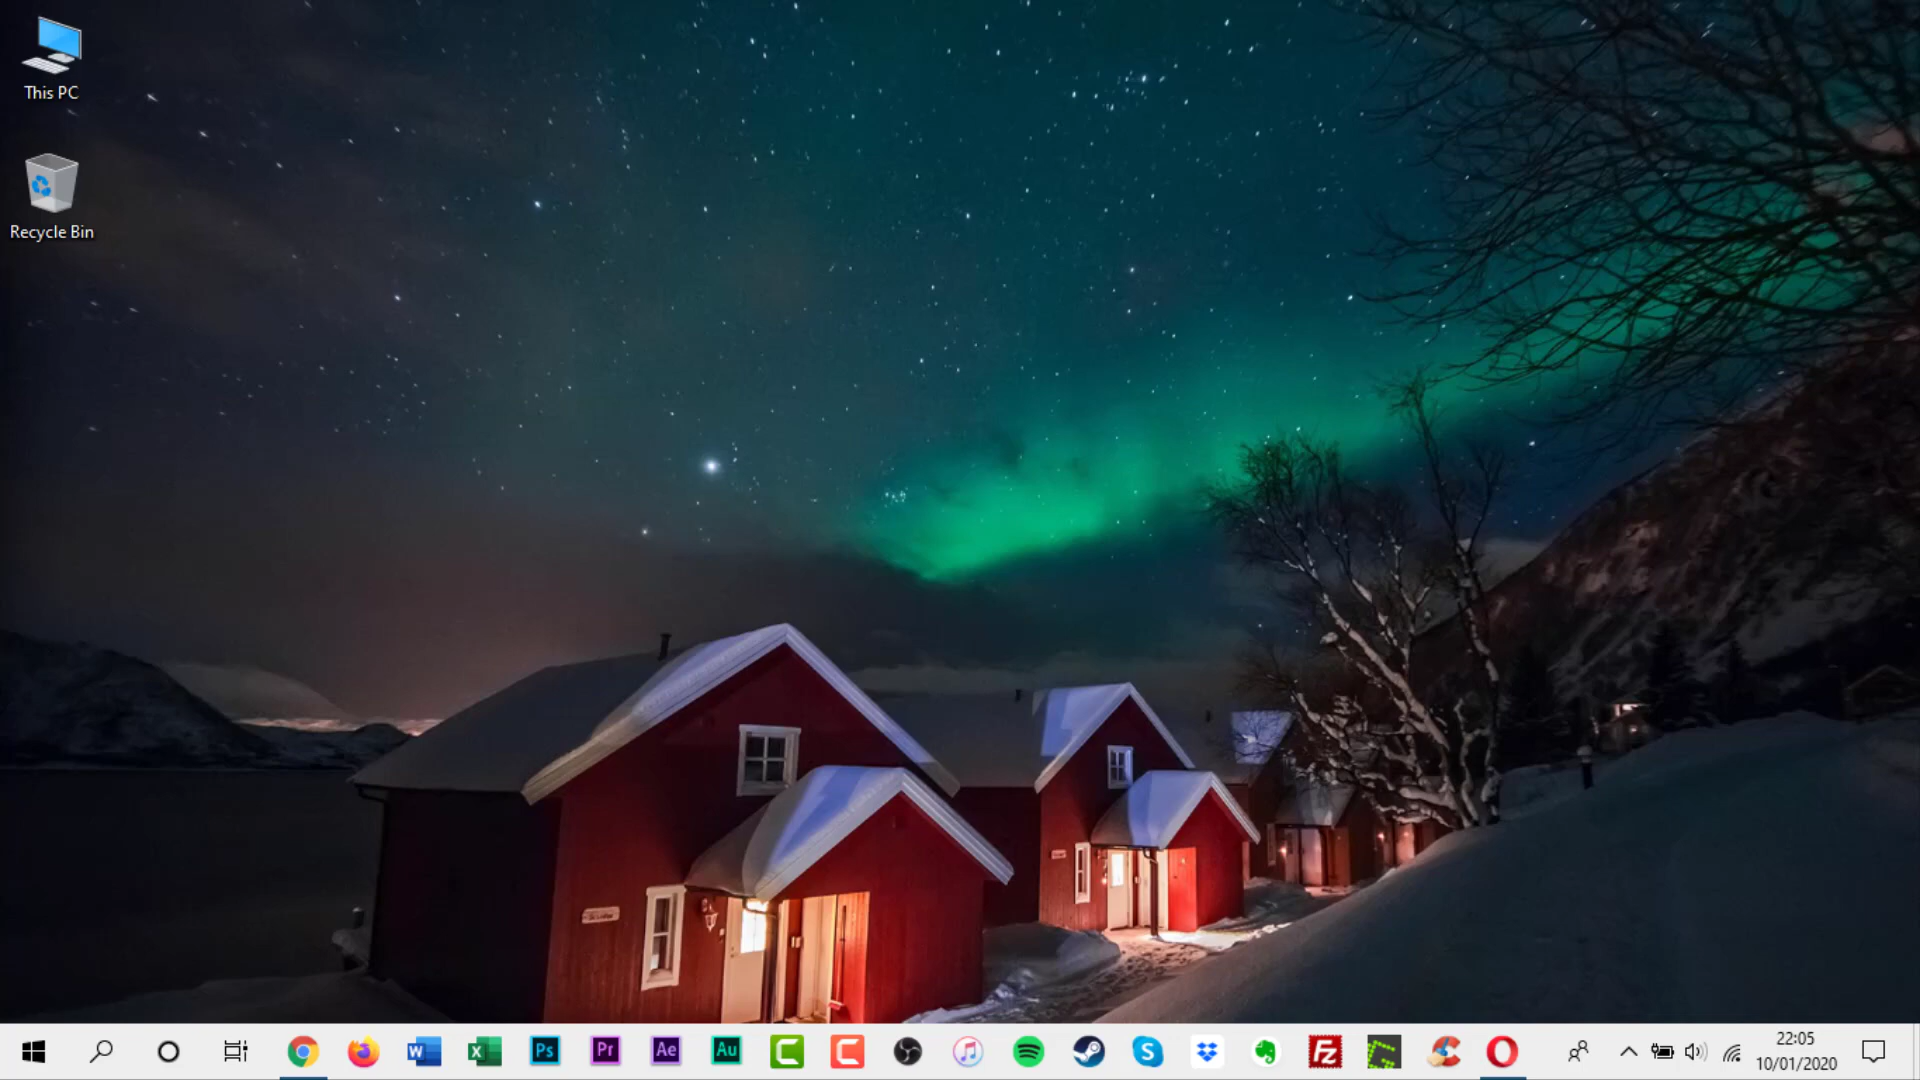 This PC
Recycle Bin
W
X
Ps
Pr
Ae
Au
S
Fz
22:05
10/01/2020